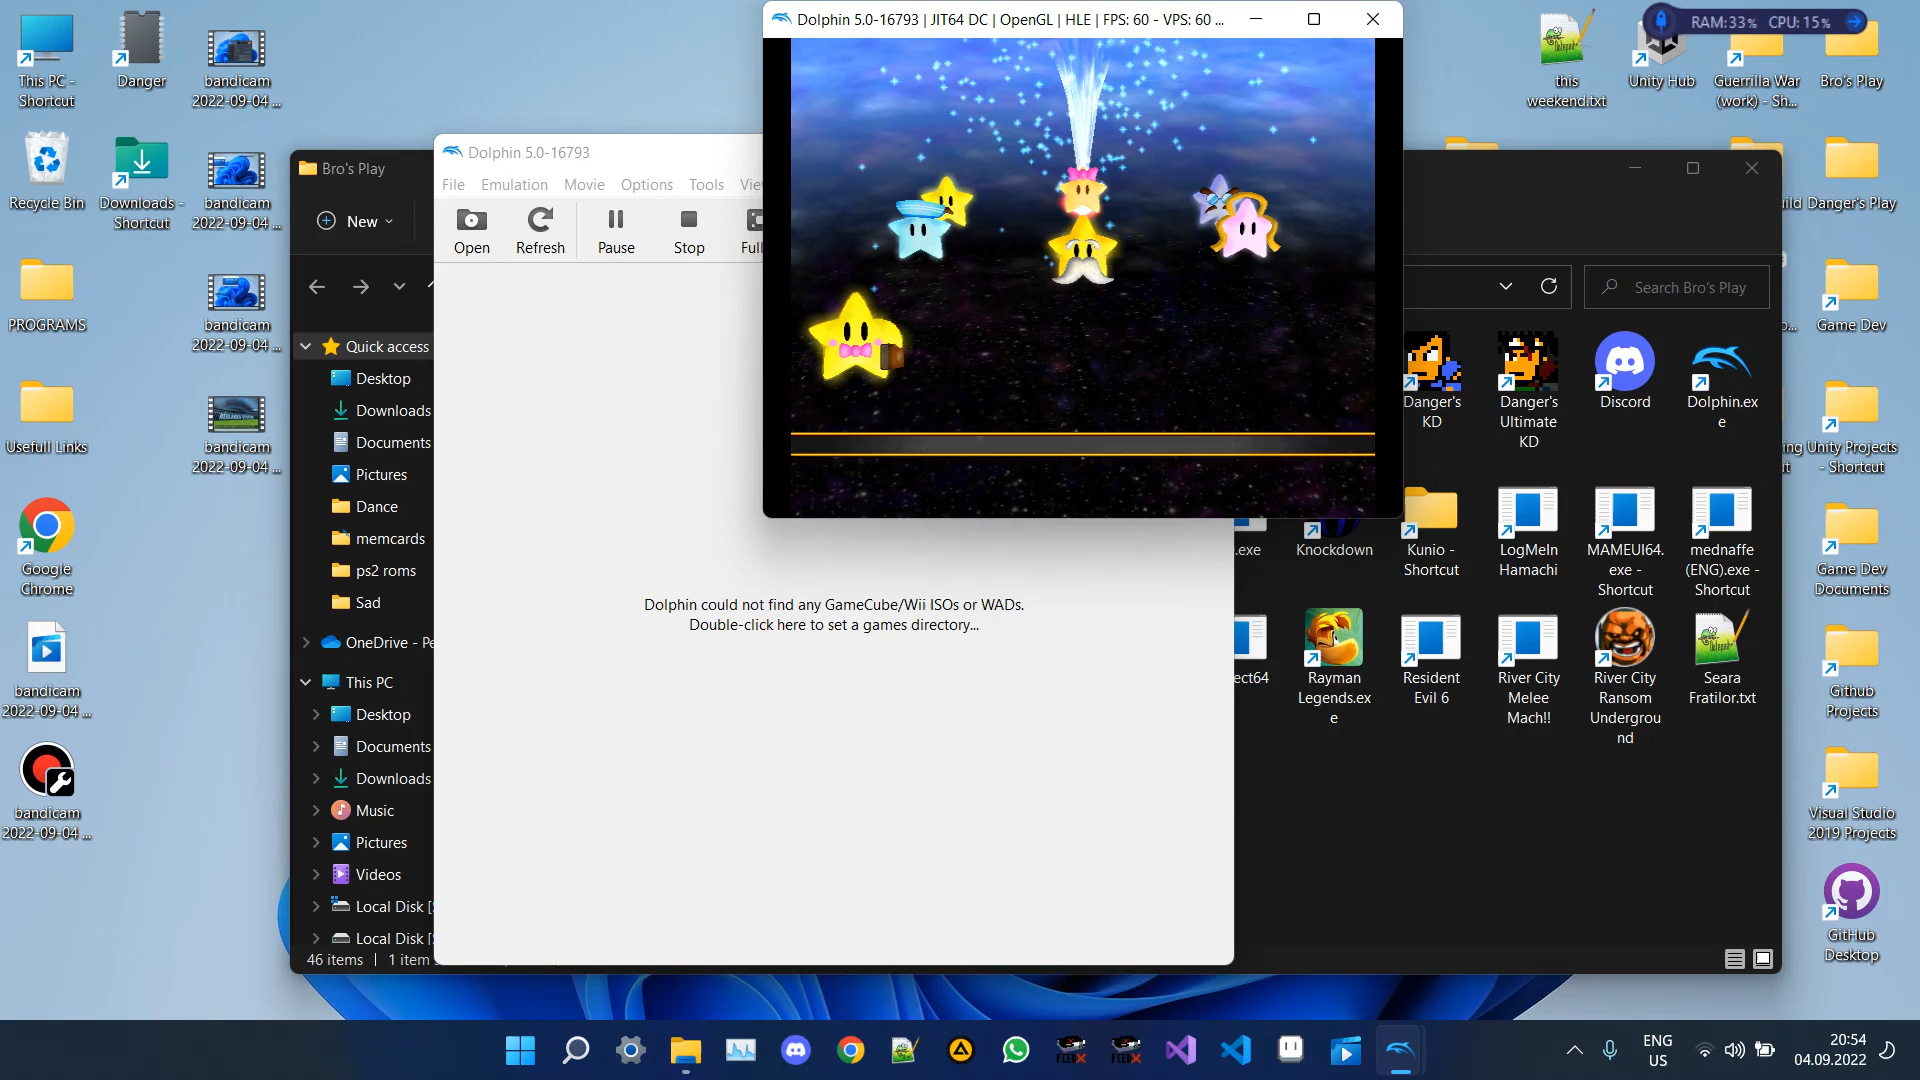 This PC -
Shortcut
Danger
bandicam
2022-09-04 ...
Recycle Bin
Downloads -
Shortcut
bandicam
2022-09-04 ...
PROGRAMS
bandicam
2022-09-04 ...
Usefull Links
bandicam
2022-09-04 ...
Google
Chrome
bandicam
2022-09-04 ...
bandicam
2022-09-04 ...
Bro's Play
New
Quick access
Desktop
Downloads
Documents
Pictures
Dance
memcards
ps2 roms
Sad
OneDrive - Pe
This PC
Desktop
Documents
Downloads
Music
Pictures
Videos
Local Disk [
Local Disk [
46 items
1 item
Dolphin 5.0-16793
File Emulation Movie Options Tools Vie
Open Refresh Pause Stop Full
Dolphin could not find any GameCube/Wii ISOs or WADs.
Double-click here to set a games directory...
Dolphin 5.0-16793 | JIT64 DC | OpenGL | HLE | FPS: 60 - VPS: 60 ...
Search Bro's Play
Danger's
KD
Danger's
Ultimate
KD
Discord
Dolphin.ex
e
.exe
Knockdown
Kunio -
Shortcut
LogMeIn
Hamachi
MAMEUI64.
exe -
Shortcut
mednaffe
(ENG).exe -
Shortcut
ect64
Rayman
Legends.ex
e
Resident
Evil 6
River City
Melee
Mach!!
River City
Ransom
Undergrou
nd
Seara
Fratilor.txt
RAM:33% CPU:15%
this
weekend.txt
Unity Hub
Guerrilla War
(work) - Sh...
Bro's Play
ild
Danger's Play
Game Dev
Unity Projects
- Shortcut
Game Dev
Documents
Github
Projects
Visual Studio
2019 Projects
GitHub
Desktop
ENG
US
20:54
04.09.2022